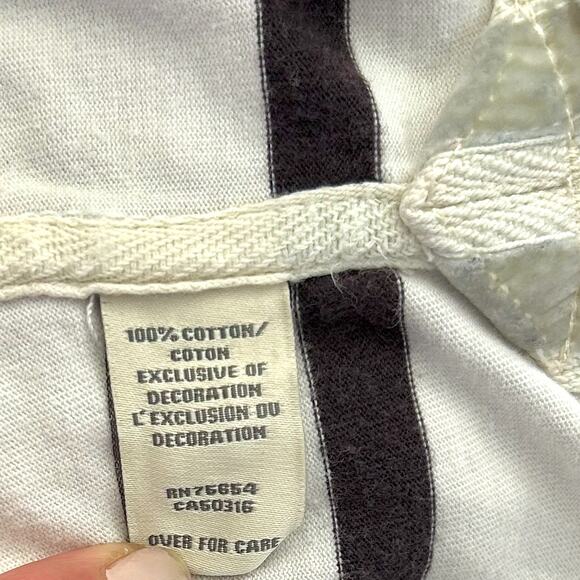 100% COTTON/
COTON
EXCLUSIVE OF
DECORATION
L'EXCLUSION DU
DECORATION
RN75654
CA50316
OVER FOR CARE